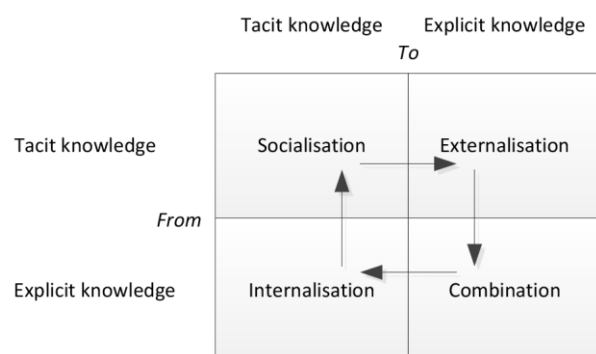 Tacit knowledge Explicit knowledge
To
Tacit knowledge Socialisation Externalisation
From
Explicit knowledge Internalisation Combination